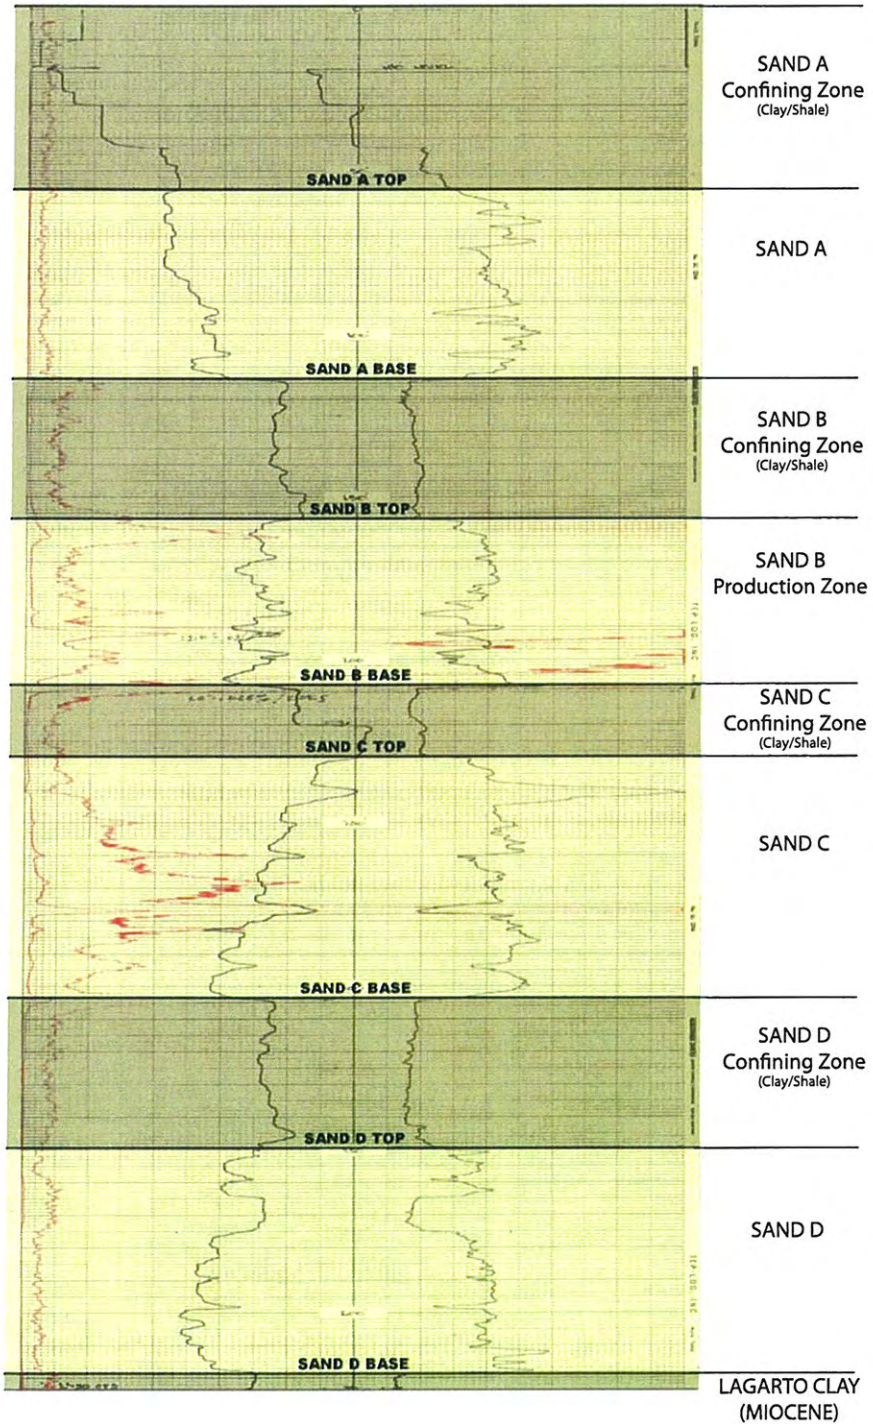 SAND A
Confining Zone
(Clay/Shale)
SAND A TOP
SAND A
SAND A BASE
SAND B
Confining Zone
(Clay/Shale)
SAND B TOP
SAND B
Production Zone
SAND B BASE
SAND C
Confining Zone
(Clay/Shale)
SAND C TOP
SAND C
SAND C BASE
SAND D
Confining Zone
(Clay/Shale)
SAND D TOP
SAND D
SAND D BASE
LAGARTO CLAY
(MIOCENE)